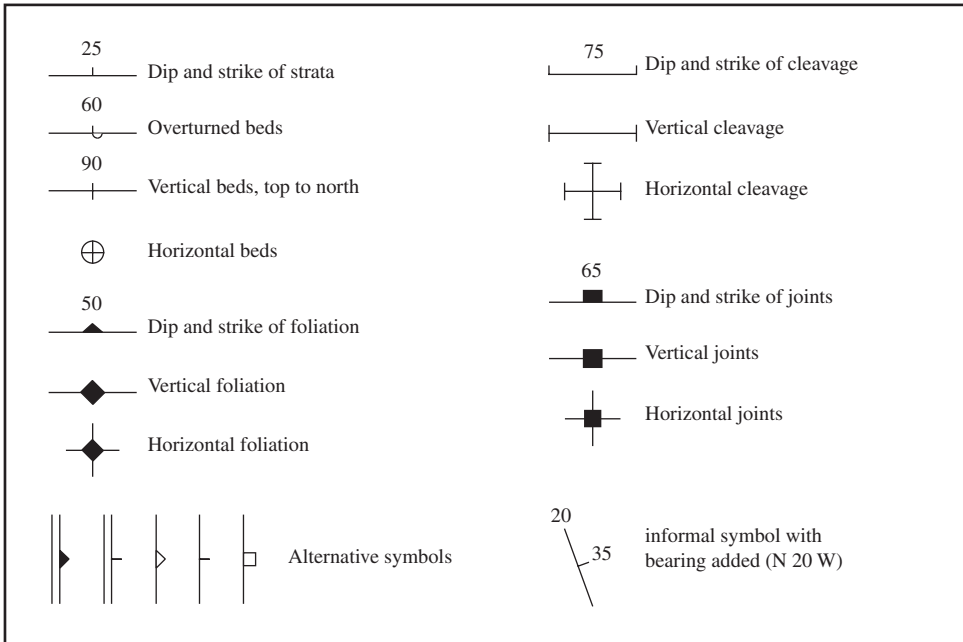 25
Dip and strike of strata
60
Overturned beds
90
Vertical beds, top to north
Horizontal beds
50
Dip and strike of foliation
Vertical foliation
Horizontal foliation
Alternative symbols
75
Dip and strike of cleavage
Vertical cleavage
Horizontal cleavage
65
Dip and strike of joints
Vertical joints
Horizontal joints
20
35
informal symbol with
bearing added (N 20 W)